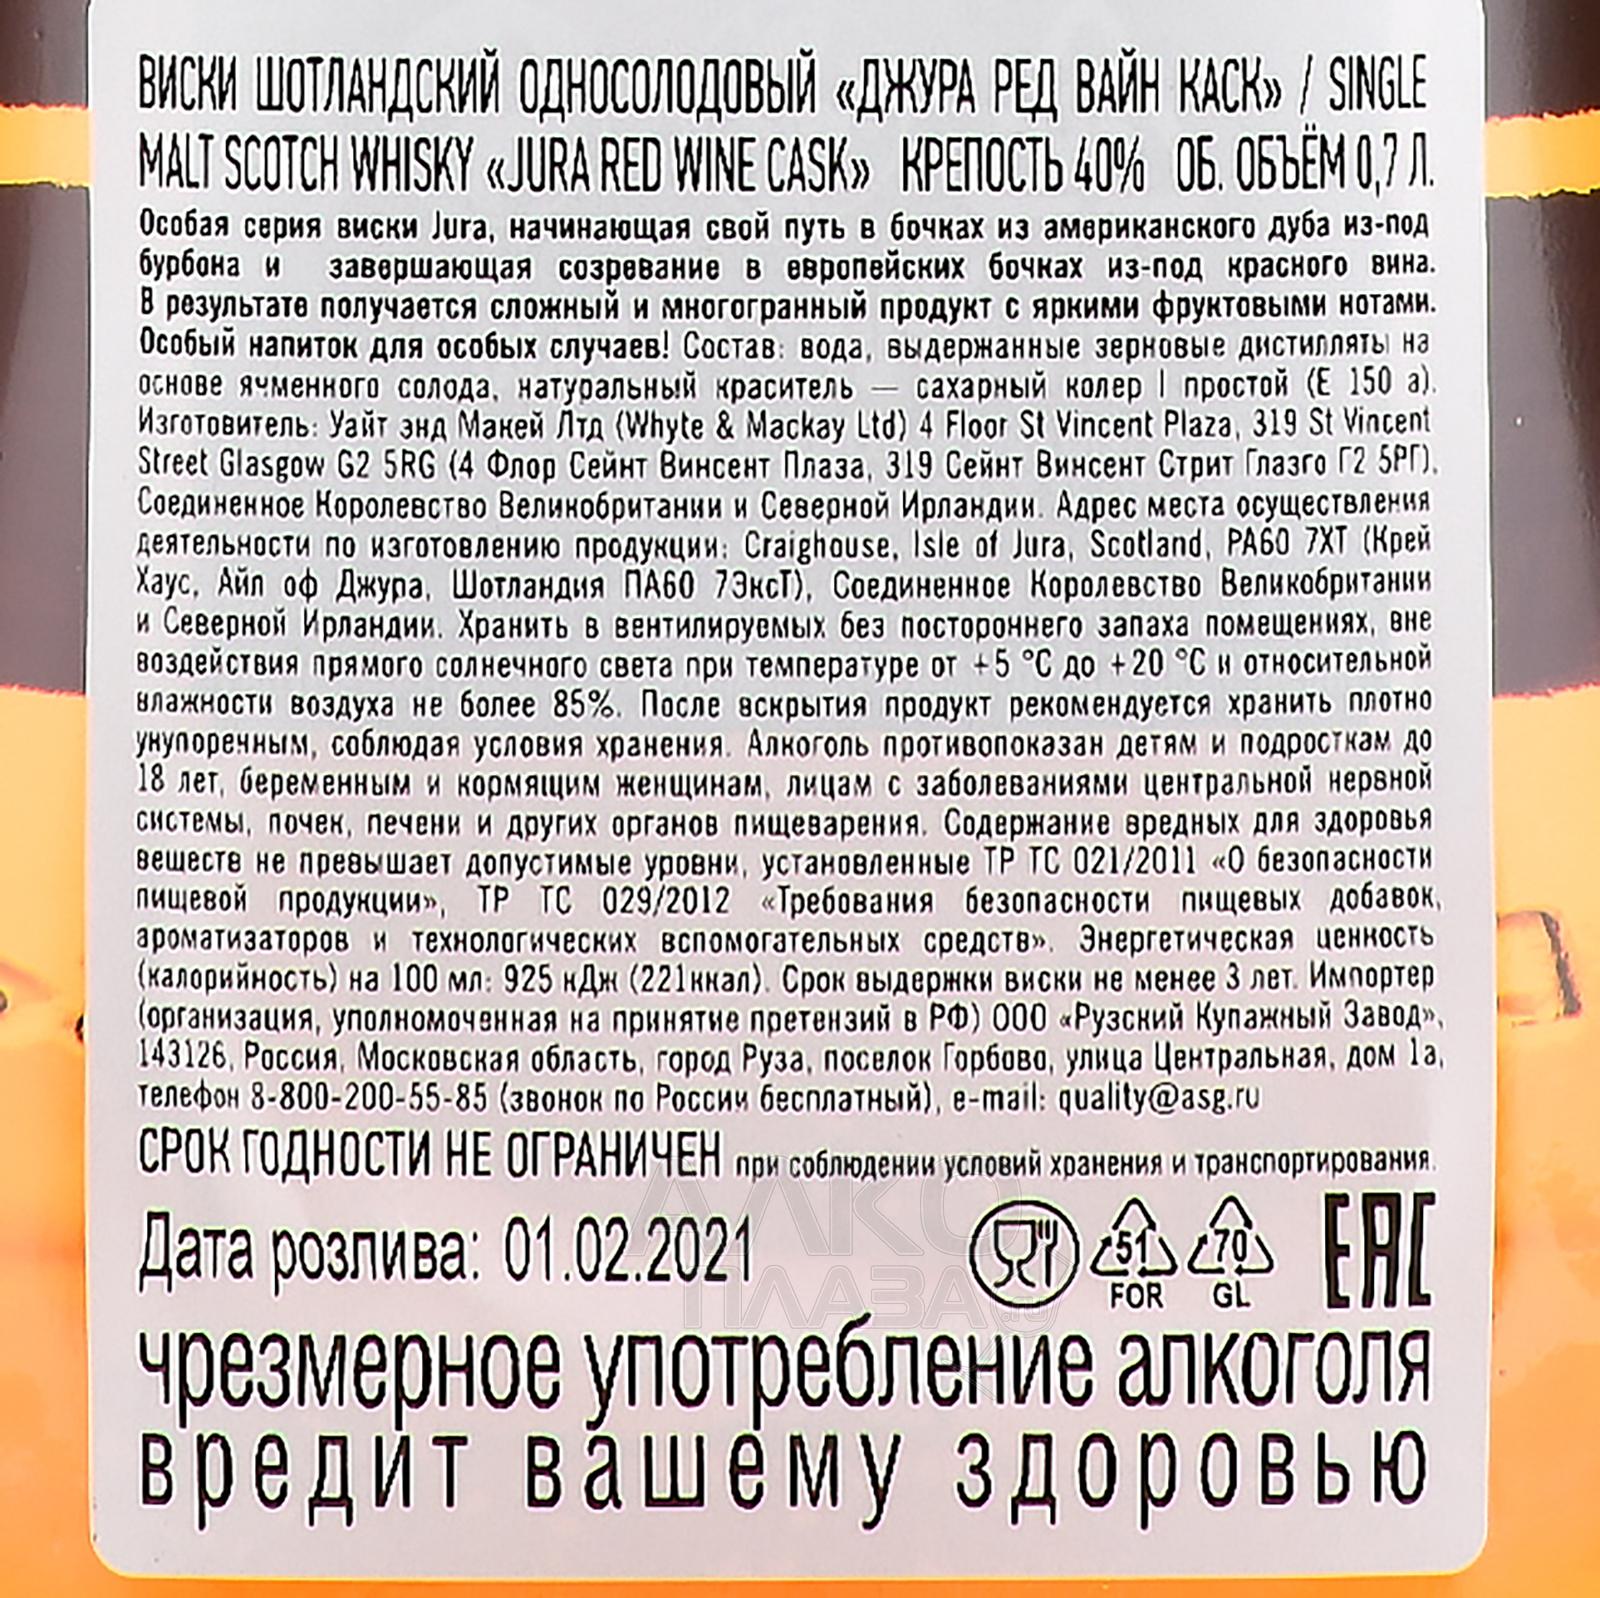 ВИСКИ ШОТЛАНДСКИЙ ОДНОСОЛОДОВЫЙ «ДЖУРА РЕД ВАЙН КАСК» / SINGLE
MALT SCOTCH WHISKY «JURA RED WINE CASK» КРЕПОСТЬ 40% ОБ. ОБЪЁМ 0,7 Л.
Особая серия виски Jura, начинающая свой путь в бочках из американского дуба из-под
бурбона и завершающая созревание в европейских бочках из-под красного вина.
В результате получается сложный и многогранный продукт с яркими фруктовыми нотами.
Особый напиток для особых случаев! Состав: вода, выдержанные зерновые дистилляты на
основе ячменного солода, натуральный краситель — сахарный колер I простой (Е 150 а).
Изготовитель: Уайт энд Макей Лтд (Whyte & Mackay Ltd) 4 Floor St Vincent Plaza, 319 St Vincent
Street Glasgow G2 5RG (4 Флор Сейнт Винсент Плаза, 319 Сейнт Винсент Стрит Глазго Г2 5РГ),
Соединенное Королевство Великобритании и Северной Ирландии. Адрес места осуществления
деятельности по изготовлению продукции: Craighouse, Isle of Jura, Scotland, PA60 7XT (Крей
Хаус, Айл оф Джура, Шотландия ПА60 7ЭксТ), Соединенное Королевство Великобритании
и Северной Ирландии. Хранить в вентилируемых без постороннего запаха помещениях, вне
воздействия прямого солнечного света при температуре от +5 °С до +20 °С и относительной
влажности воздуха не более 85%. После вскрытия продукт рекомендуется хранить плотно
укупоречным, соблюдая условия хранения. Алкоголь противопоказан детям и подросткам до
18 лет, беременным и кормящим женщинам, лицам с заболеваниями центральной нервной
системы, почек, печени и других органов пищеварения. Содержание вредных для здоровья
веществ не превышает допустимые уровни, установленные ТР ТС 021/2011 «О безопасности
пищевой продукции», ТР ТС 029/2012 «Требования безопасности пищевых добавок,
ароматизаторов и технологических вспомогательных средств». Энергетическая ценность
(калорийность) на 100 мл: 925 кДж (221ккал). Срок выдержки виски не менее 3 лет. Импортер
(организация, уполномоченная на принятие претензий в РФ) ООО «Рузский Купажный Завод»,
143126, Россия, Московская область, город Руза, поселок Горбово, улица Центральная, дом 1а,
телефон 8-800-200-55-85 (звонок по России бесплатный), e-mail: quality@asg.ru
СРОК ГОДНОСТИ НЕ ОГРАНИЧЕН при соблюдении условий хранения и транспортирования.
Дата розлива: 01.02.2021
51 70 EAC
FOR GL
АЛКО
ПЛАЗА.ru
чрезмерное употребление алкоголя
вредит вашему здоровью